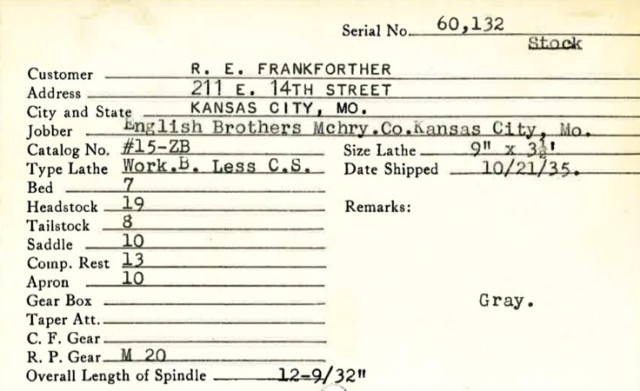 Serial No. 60,132
Stock
Customer R. E. FRANKFORTHER
Address 211 E. 14TH STREET
City and State KANSAS CITY, MO.
Jobber English Brothers Mchry.Co.Kansas City, Mo.
Catalog No. #15-ZB Size Lathe 9" x 3½'
Type Lathe Work.B. Less C.S. Date Shipped 10/21/35.
Bed 7
Headstock 19 Remarks:
Tailstock 8
Saddle 10
Comp. Rest 13
Apron 10
Gear Box Gray.
Taper Att.
C. F. Gear
R. P. Gear M 20
Overall Length of Spindle 12-9/32"